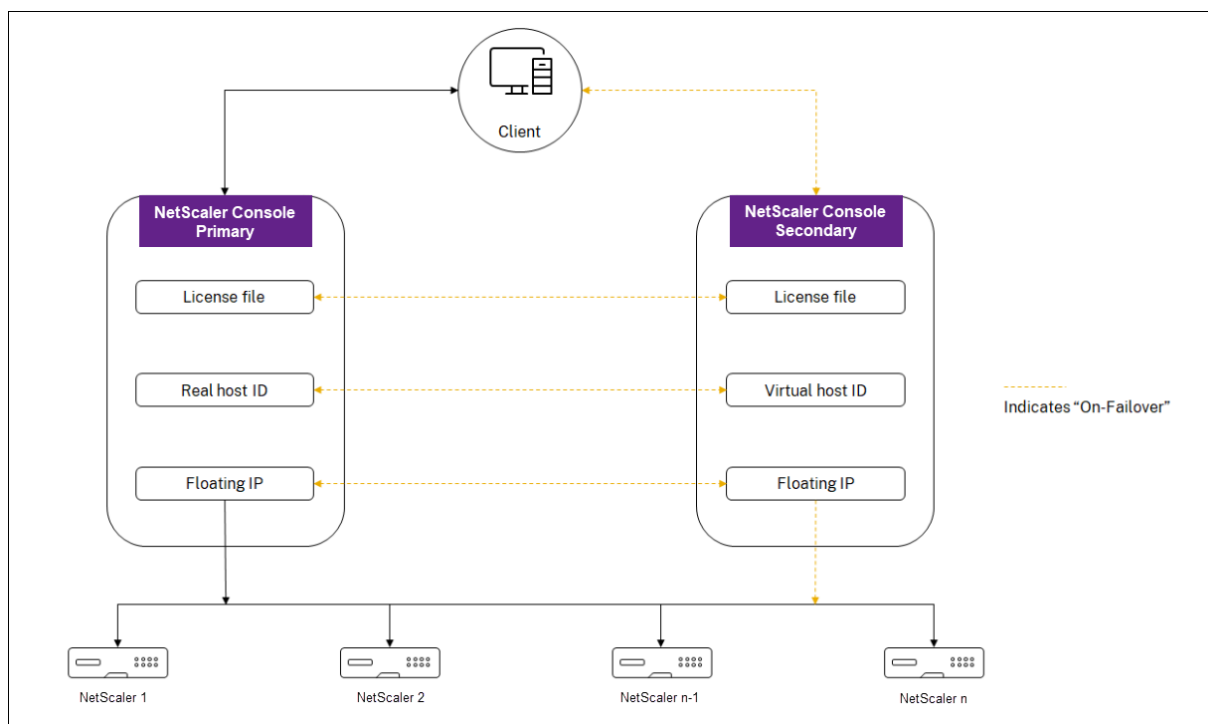 Client
NetScaler Console
Primary
NetScaler Console
Secondary
License file
License file
Real host ID
Virtual host ID
Indicates “On-Failover”
Floating IP
Floating IP
NetScaler 1
NetScaler 2
NetScaler n-1
NetScaler n